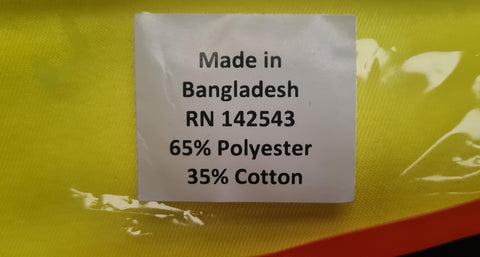 Made in
Bangladesh
RN 142543
65% Polyester
35% Cotton